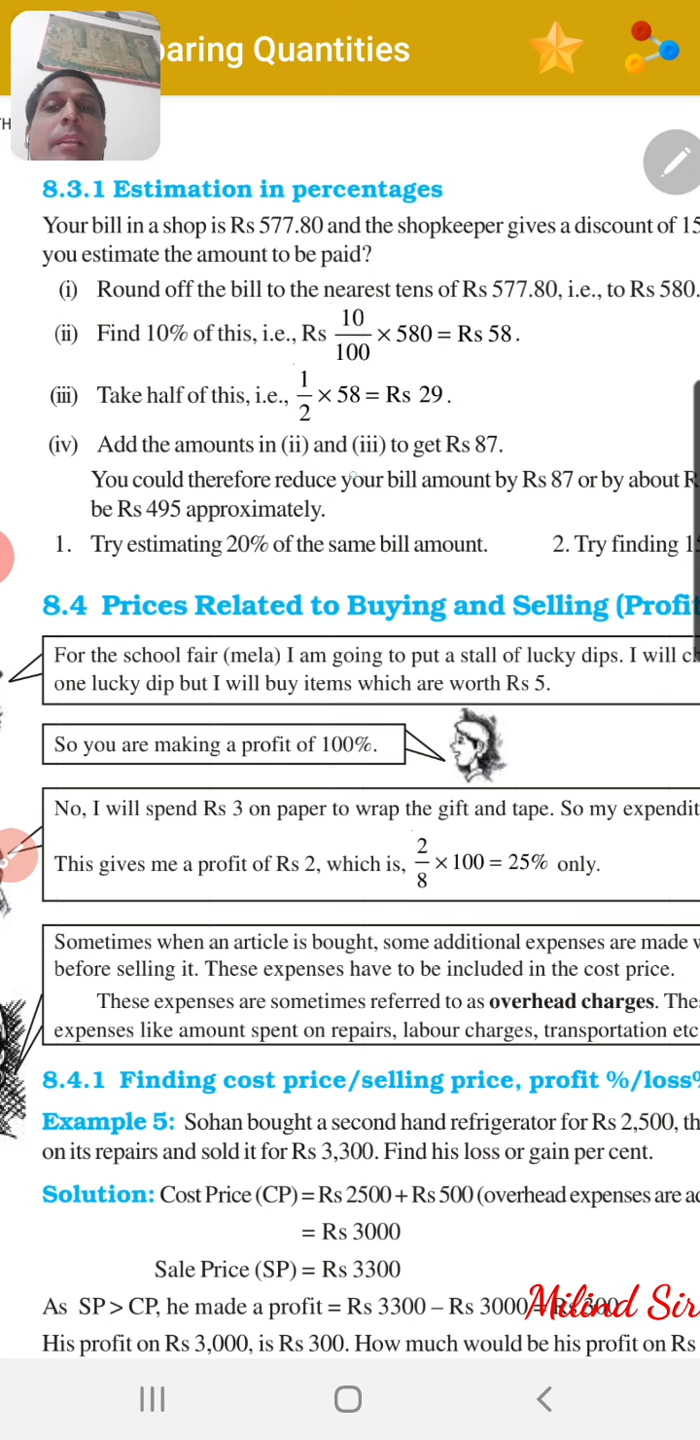 aring Quantities
8.3.1 Estimation in percentages
Your bill in a shop is Rs 577.80 and the shopkeeper gives a discount of 15
you estimate the amount to be paid?
(i) Round off the bill to the nearest tens of Rs 577.80, i.e., to Rs 580.
(ii) Find 10% of this, i.e., Rs 10/100 × 580 = Rs 58.
(iii) Take half of this, i.e., 1/2 × 58 = Rs 29.
(iv) Add the amounts in (ii) and (iii) to get Rs 87.
You could therefore reduce your bill amount by Rs 87 or by about R
be Rs 495 approximately.
1. Try estimating 20% of the same bill amount. 2. Try finding 15
8.4 Prices Related to Buying and Selling (Profit
For the school fair (mela) I am going to put a stall of lucky dips. I will ch
one lucky dip but I will buy items which are worth Rs 5.
So you are making a profit of 100%.
No, I will spend Rs 3 on paper to wrap the gift and tape. So my expendit
This gives me a profit of Rs 2, which is, 2/8 × 100 = 25% only.
Sometimes when an article is bought, some additional expenses are made w
before selling it. These expenses have to be included in the cost price.
These expenses are sometimes referred to as overhead charges. The
expenses like amount spent on repairs, labour charges, transportation etc.
8.4.1 Finding cost price/selling price, profit %/loss%
Example 5: Sohan bought a second hand refrigerator for Rs 2,500, th
on its repairs and sold it for Rs 3,300. Find his loss or gain per cent.
Solution: Cost Price (CP) = Rs 2500 + Rs 500 (overhead expenses are ad
= Rs 3000
Sale Price (SP) = Rs 3300
As SP > CP, he made a profit = Rs 3300 – Rs 3000 = Rs 300
Milind Sir
His profit on Rs 3,000, is Rs 300. How much would be his profit on Rs